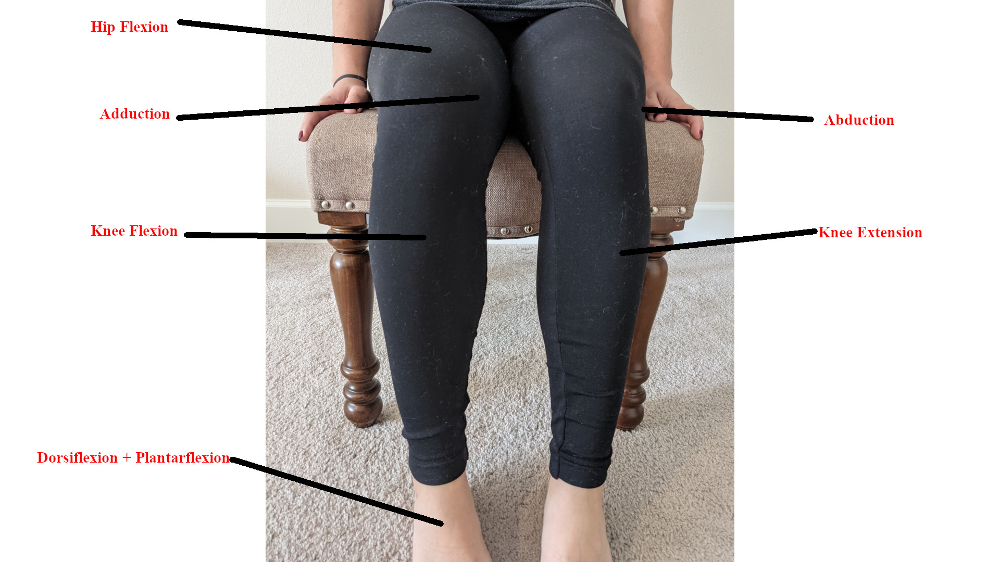 Hip Flexion
Adduction
Abduction
Knee Flexion
Knee Extension
Dorsiflexion + Plantarflexion